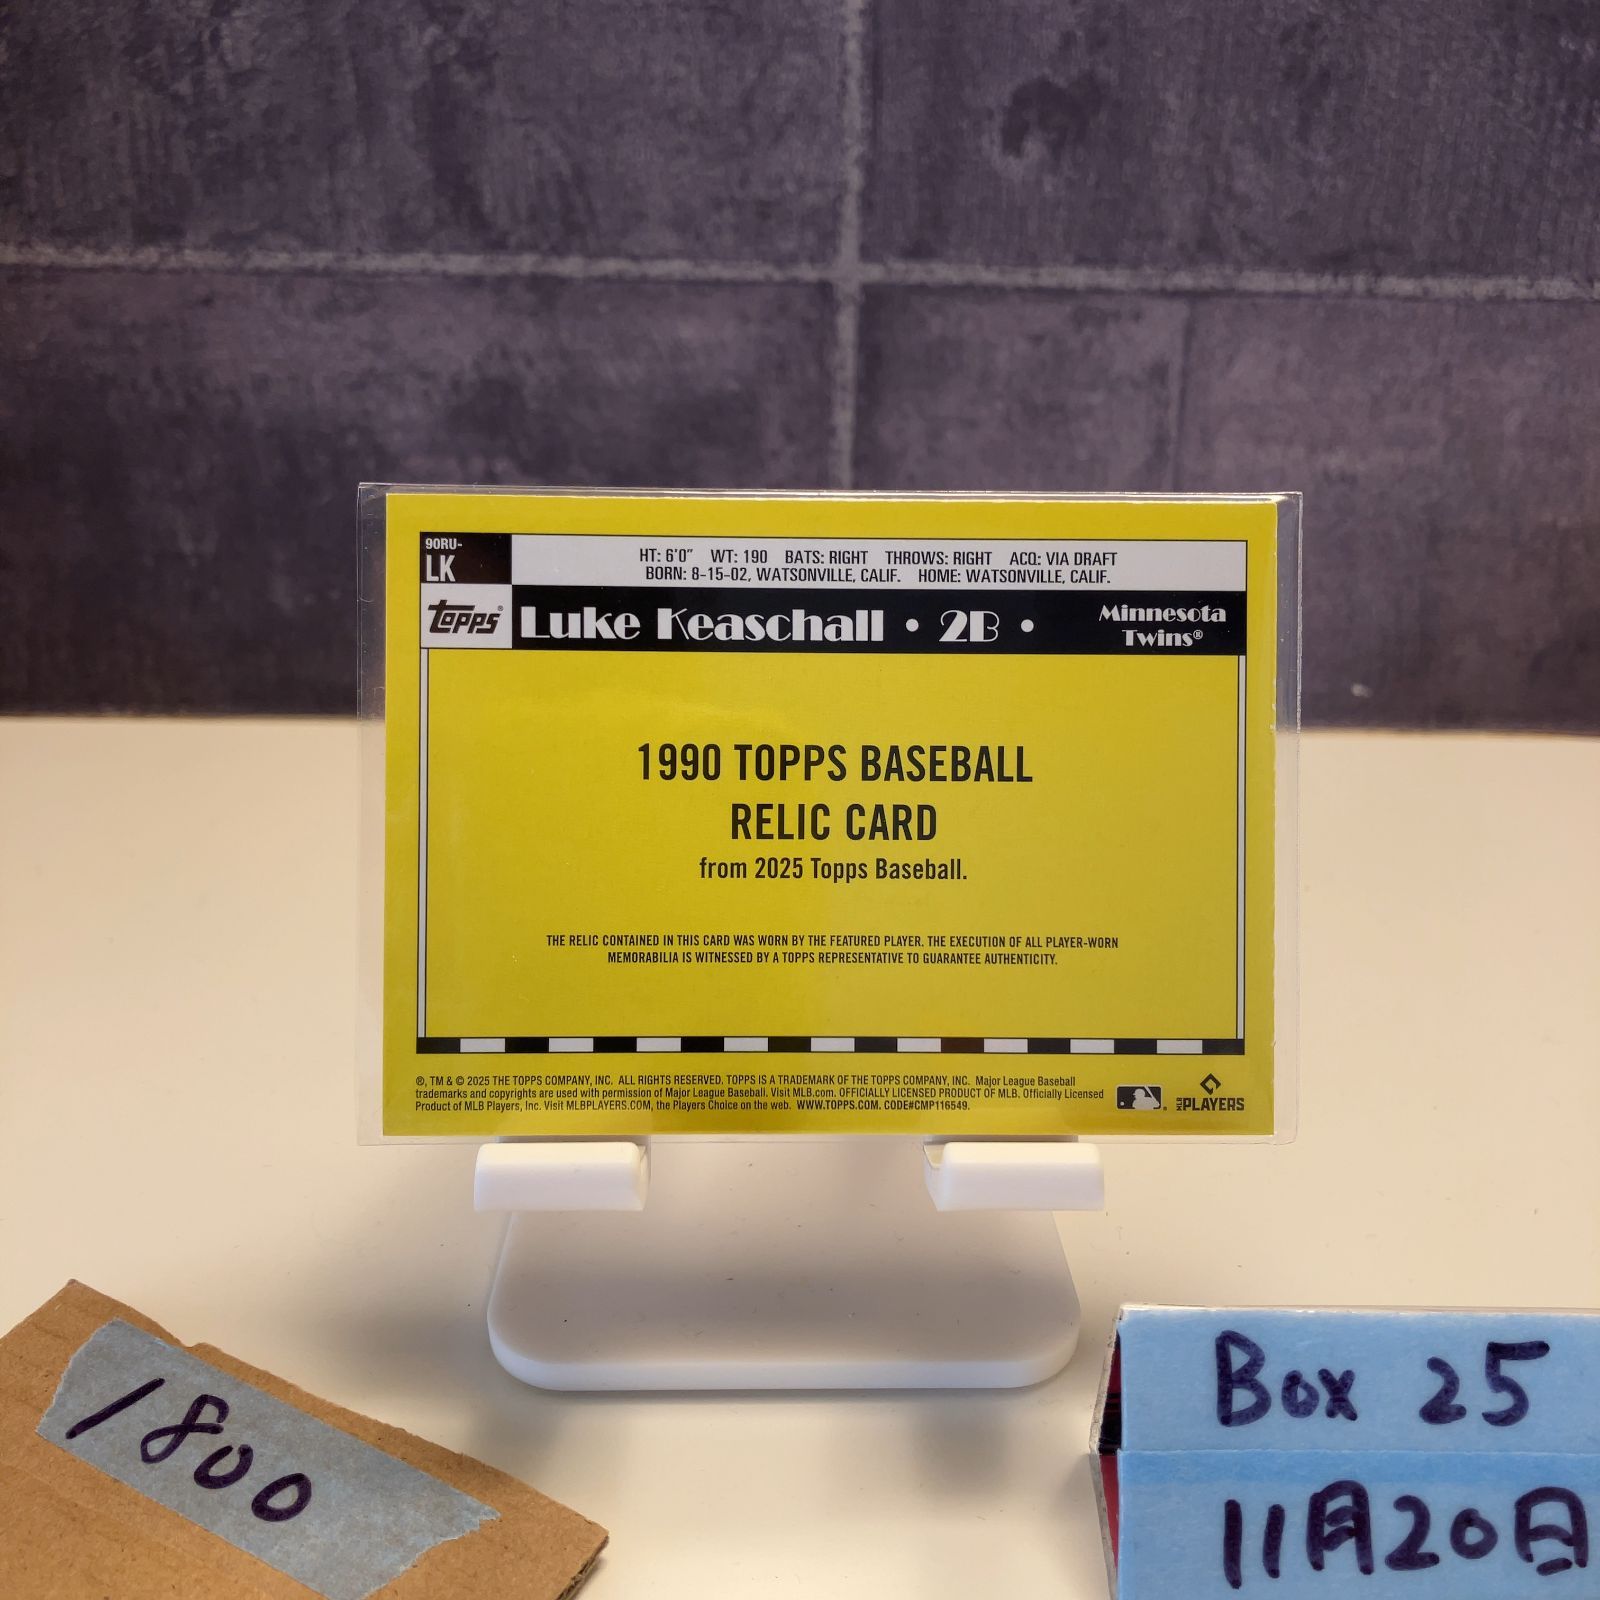 90RU-
LK
HT: 6'0" WT: 190 BATS: RIGHT THROWS: RIGHT ACQ: VIA DRAFT
BORN: 8-15-02, WATSONVILLE, CALIF. HOME: WATSONVILLE, CALIF.
Topps®
Luke Keaschall • 2B •
Minnesota
Twins®
1990 TOPPS BASEBALL
RELIC CARD
from 2025 Topps Baseball.
THE RELIC CONTAINED IN THIS CARD WAS WORN BY THE FEATURED PLAYER. THE EXECUTION OF ALL PLAYER-WORN
MEMORABILIA IS WITNESSED BY A TOPPS REPRESENTATIVE TO GUARANTEE AUTHENTICITY.
®, TM & © 2025 THE TOPPS COMPANY, INC. ALL RIGHTS RESERVED. TOPPS IS A TRADEMARK OF THE TOPPS COMPANY, INC. Major League Baseball
trademarks and copyrights are used with permission of Major League Baseball. Visit MLB.com. OFFICIALLY LICENSED PRODUCT OF MLB. Officially Licensed
Product of MLB Players, Inc. Visit MLBPLAYERS.COM, the Players Choice on the web. WWW.TOPPS.COM. CODE#CMP116549.
MLB PLAYERS
1800
Box 25
11月20日